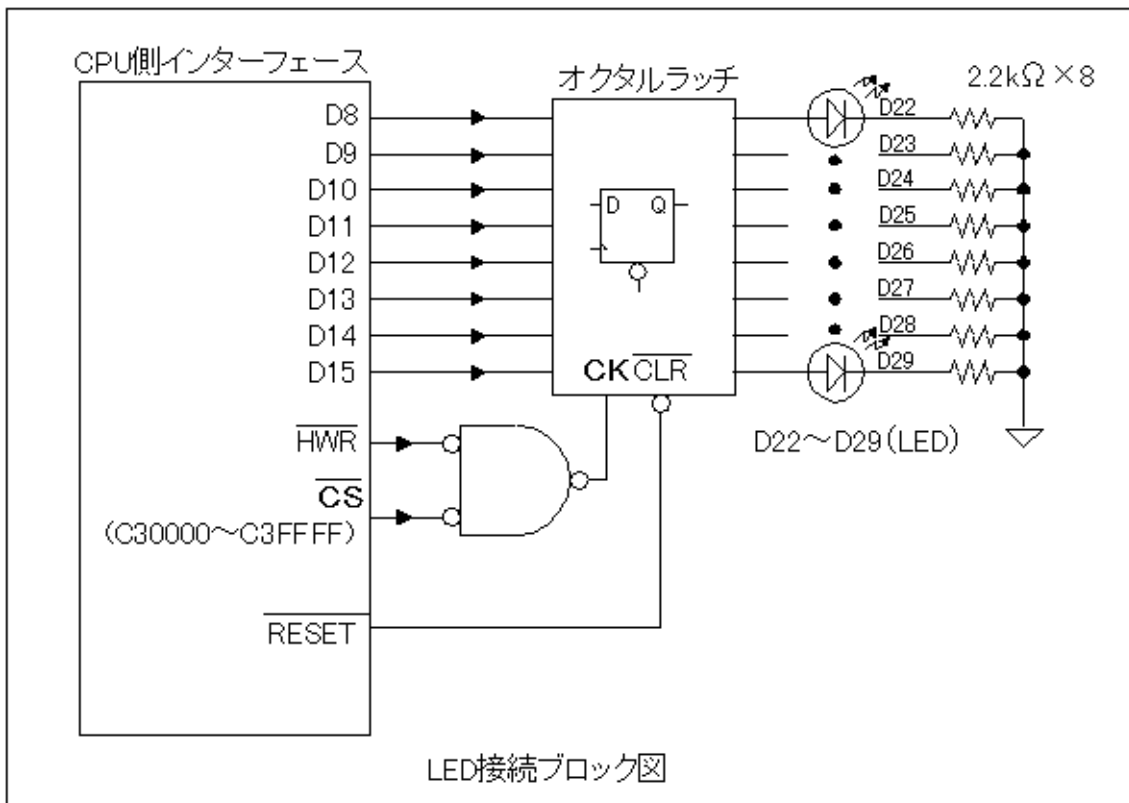 CPU側インターフェース
オクタルラッチ
2.2kΩ×8
D8
D22
D9
D23
D10
D24
D Q
D11
D25
D12
D26
D13
D27
D14
D28
D15
CK CLR
D29
HWR
D22～D29(LED)
CS
(C30000～C3FFFF)
RESET
LED接続ブロック図